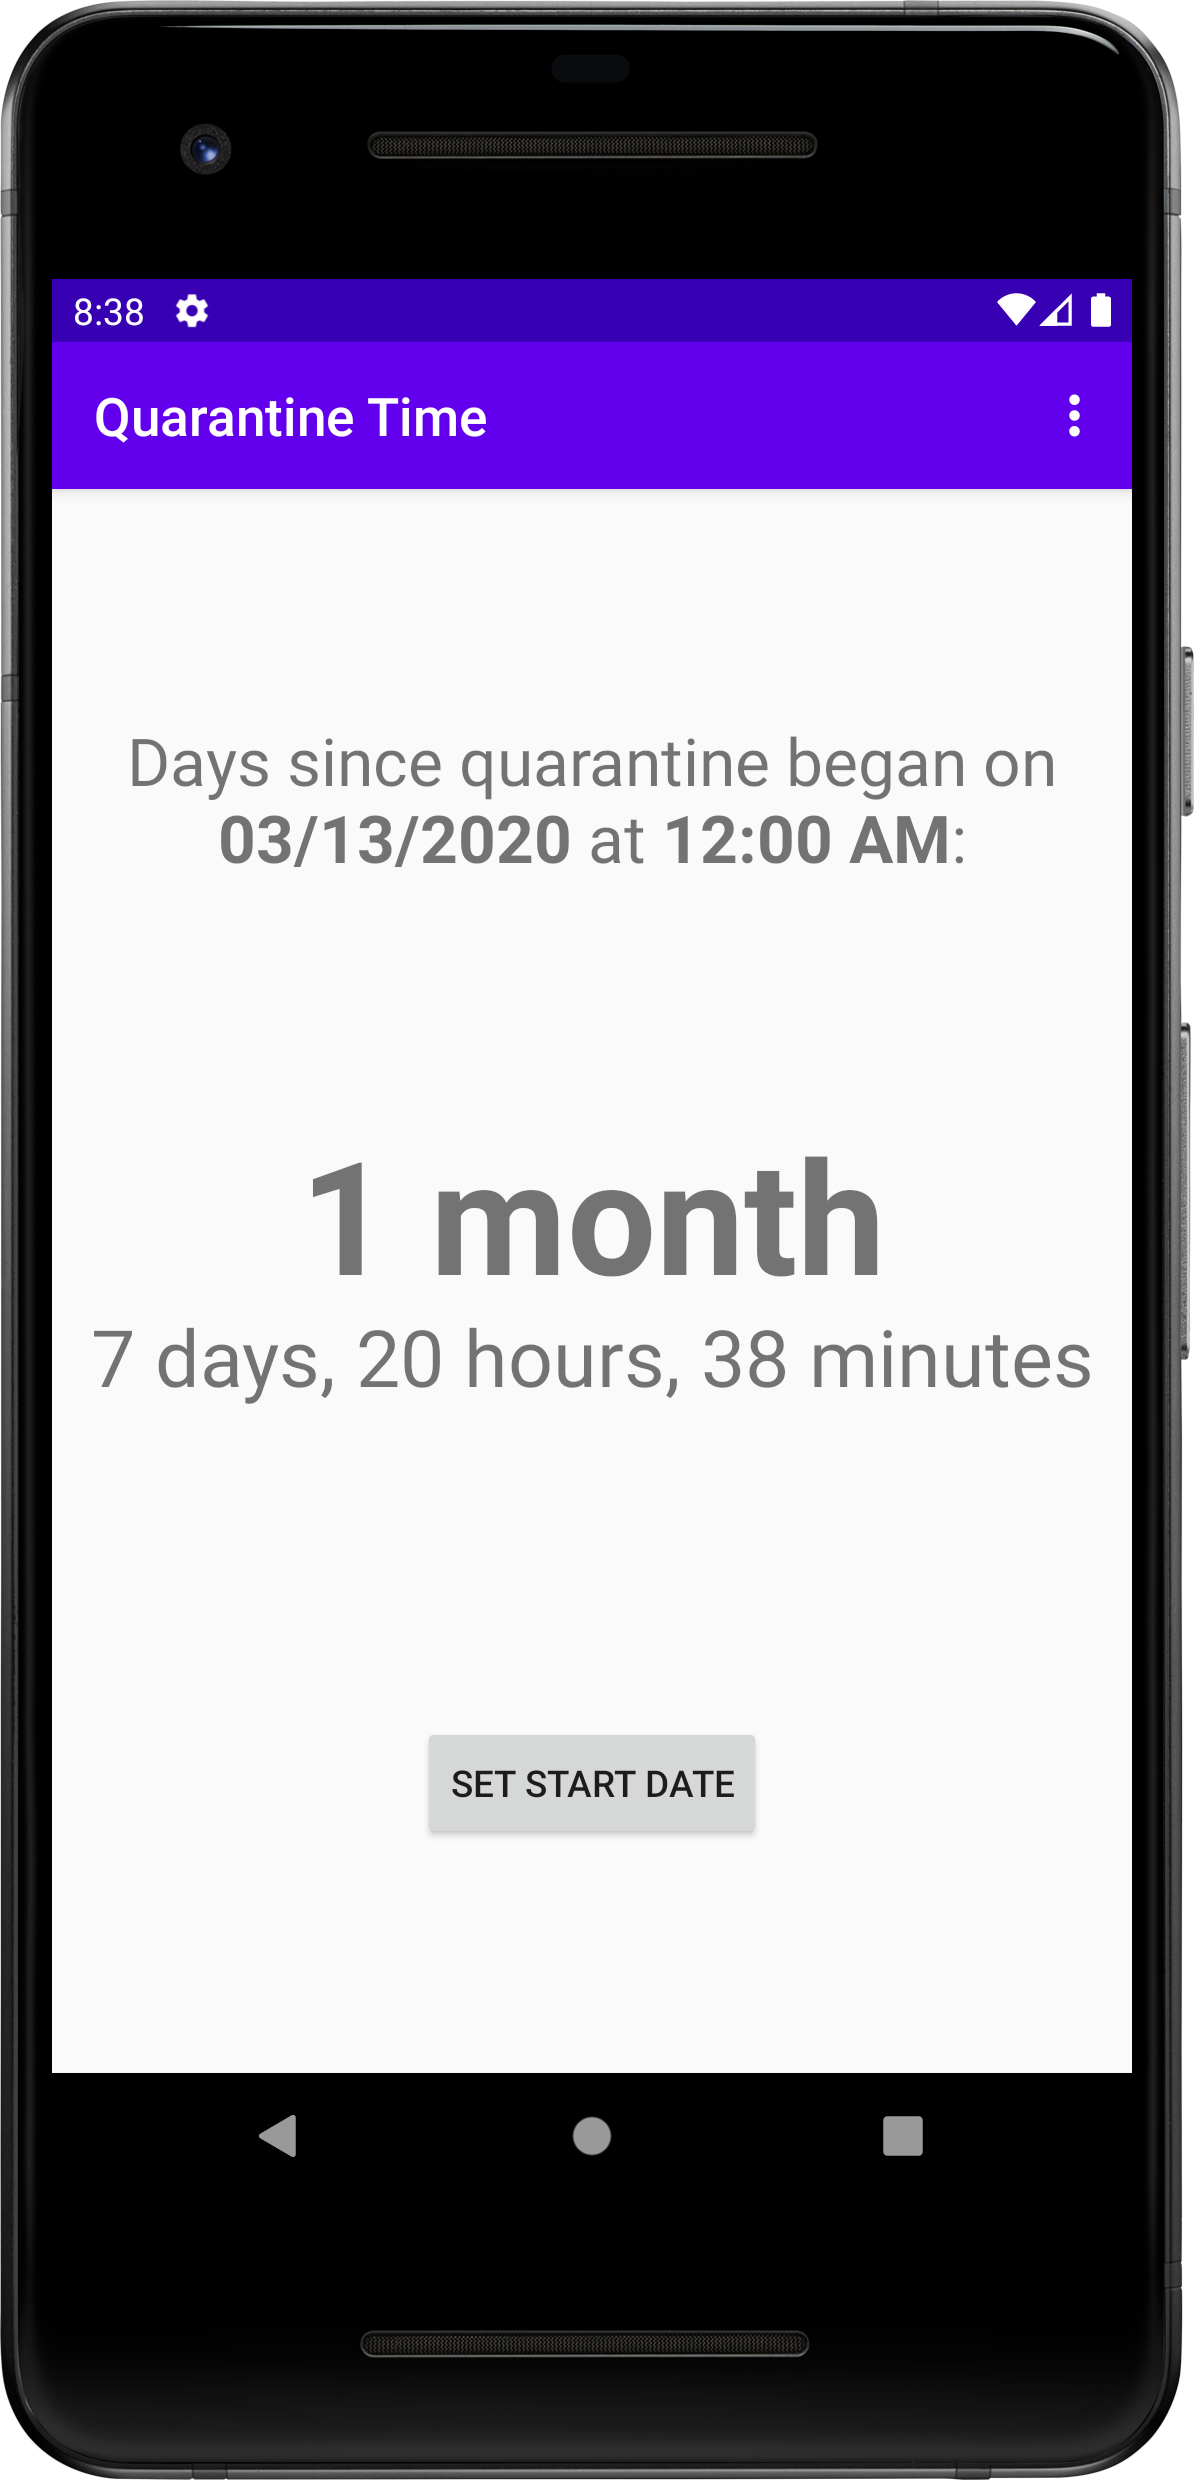 8:38
Quarantine Time
Days since quarantine began on
03/13/2020 at 12:00 AM:
1 month
7 days, 20 hours, 38 minutes
SET START DATE